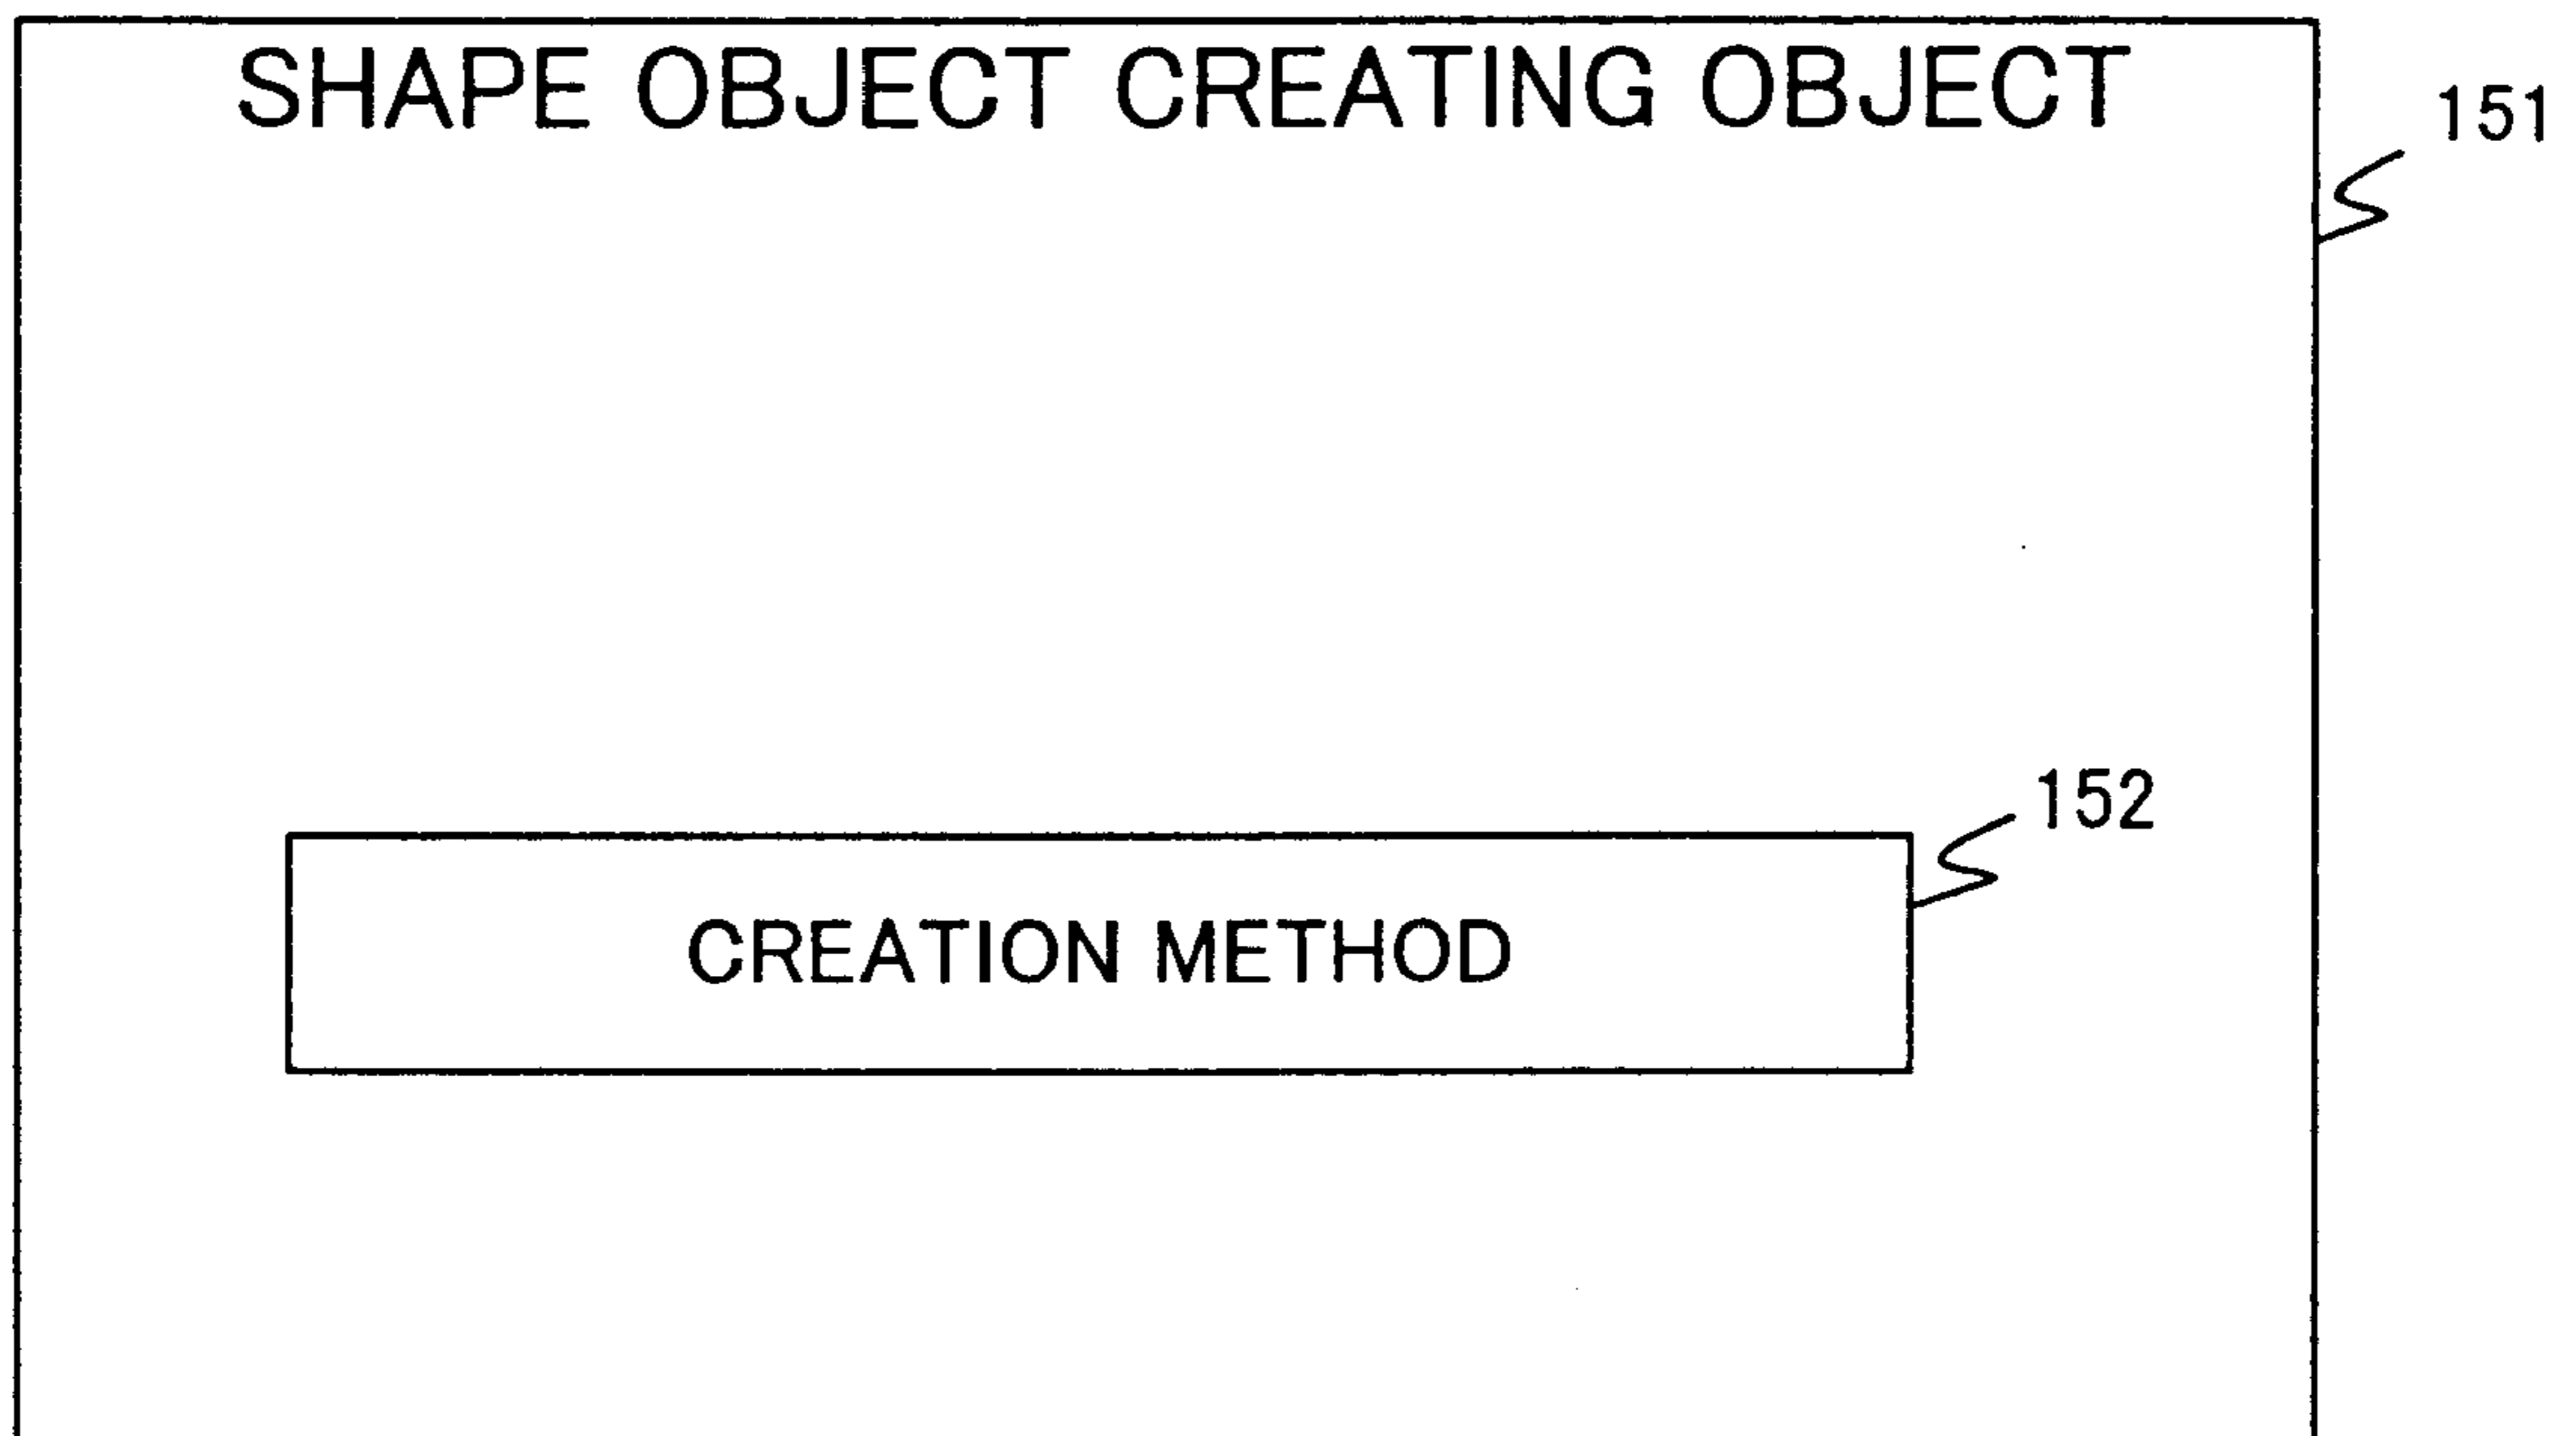 SHAPE OBJECT CREATING OBJECT
151
152
CREATION METHOD